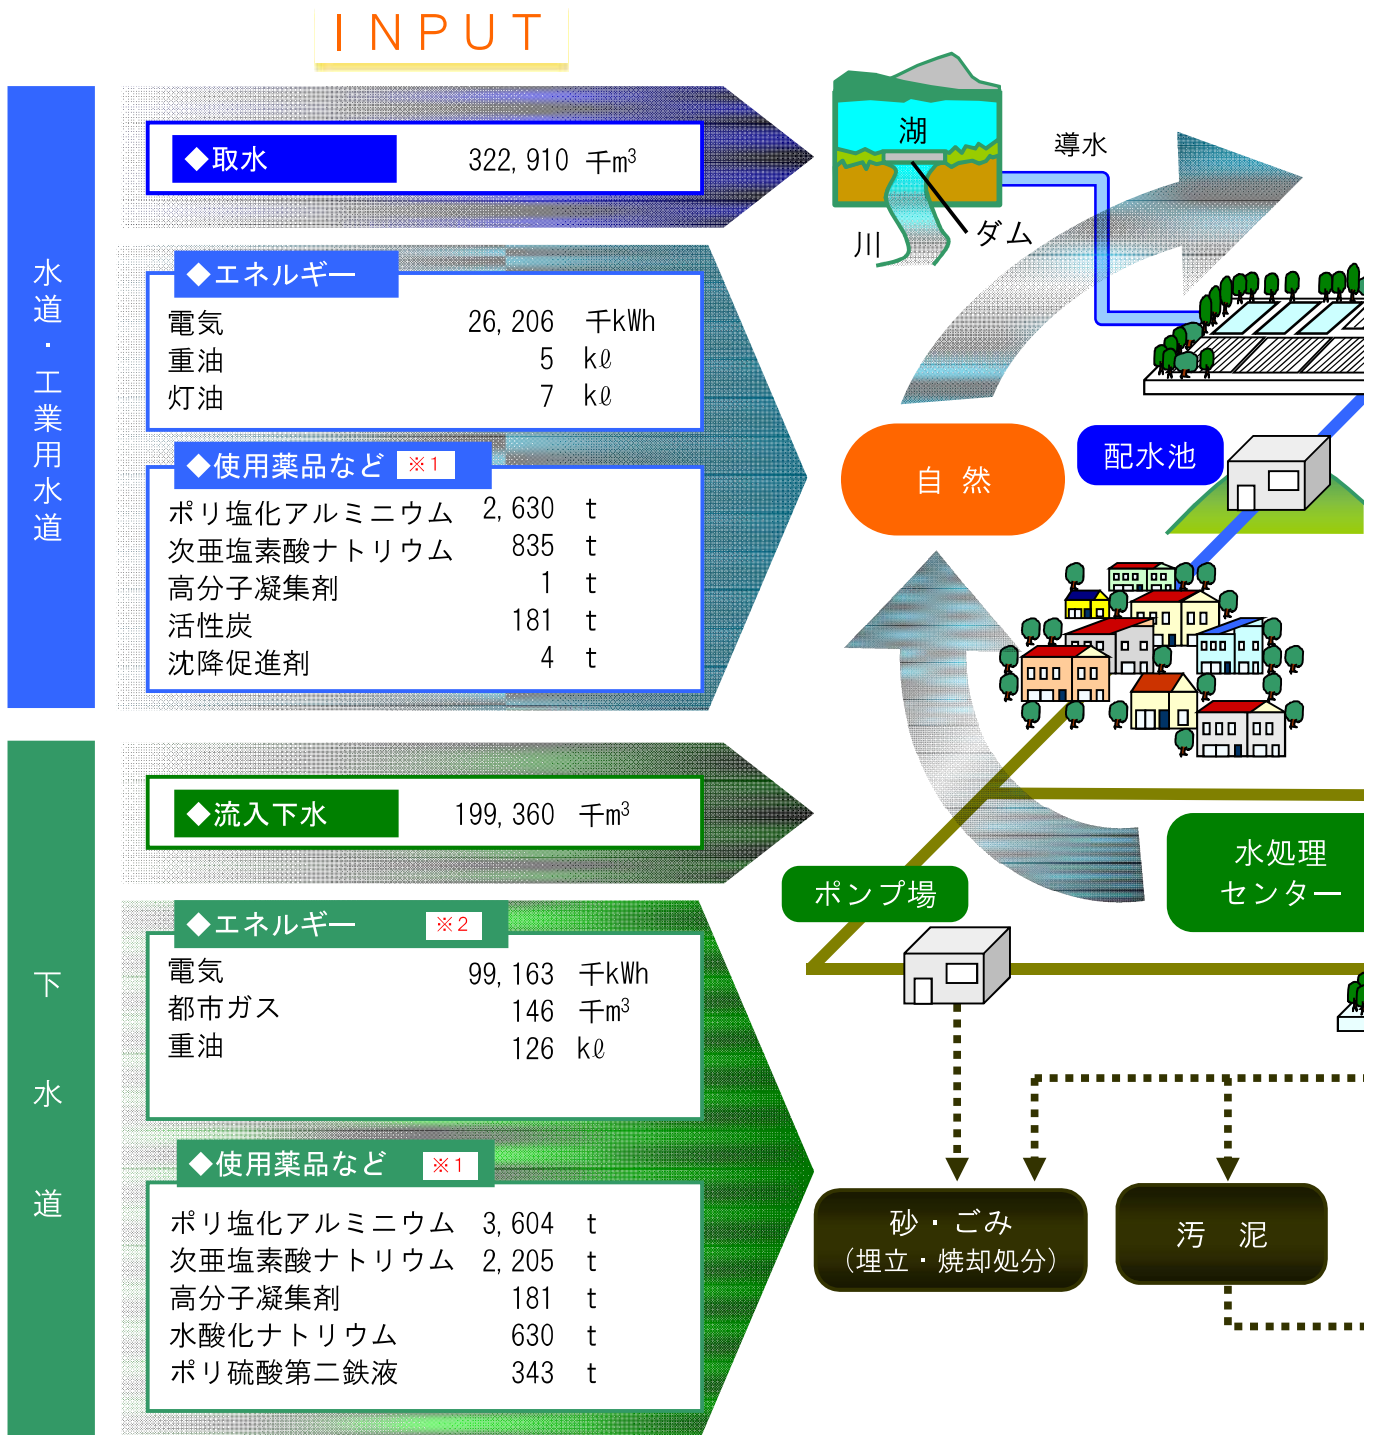 INPUT
水道・工業用水道
◆取水 322,910 千m³
◆エネルギー
電気 26,206 千kWh
重油 5 kℓ
灯油 7 kℓ
◆使用薬品など ※1
ポリ塩化アルミニウム 2,630 t
次亜塩素酸ナトリウム 835 t
高分子凝集剤 1 t
活性炭 181 t
沈降促進剤 4 t
下水道
◆流入下水 199,360 千m³
◆エネルギー ※2
電気 99,163 千kWh
都市ガス 146 千m³
重油 126 kℓ
◆使用薬品など ※1
ポリ塩化アルミニウム 3,604 t
次亜塩素酸ナトリウム 2,205 t
高分子凝集剤 181 t
水酸化ナトリウム 630 t
ポリ硫酸第二鉄液 343 t
湖
導水
川
ダム
自然
配水池
水処理
センター
ポンプ場
砂・ごみ
（埋立・焼却処分）
汚泥